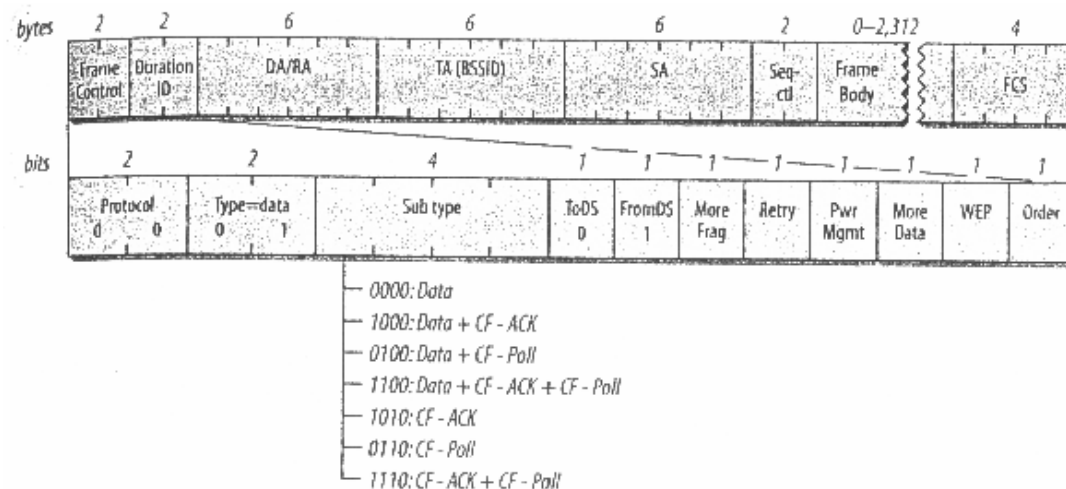 bytes 2 2 6 6 6 2 0–2,312 4
Frame Control Duration ID DA/RA TA (BSSID) SA Seq-ctl Frame Body FCS
bits 2 2 4 1 1 1 1 1 1 1 1
Protocol Type=data Sub type ToDS FromDS More Frag Retry Pwr Mgmt More Data WEP Order
0 0 0 1 0 1
0000: Data
1000: Data + CF - ACK
0100: Data + CF - Poll
1100: Data + CF - ACK + CF - Poll
1010: CF - ACK
0110: CF - Poll
1110: CF - ACK + CF - Poll